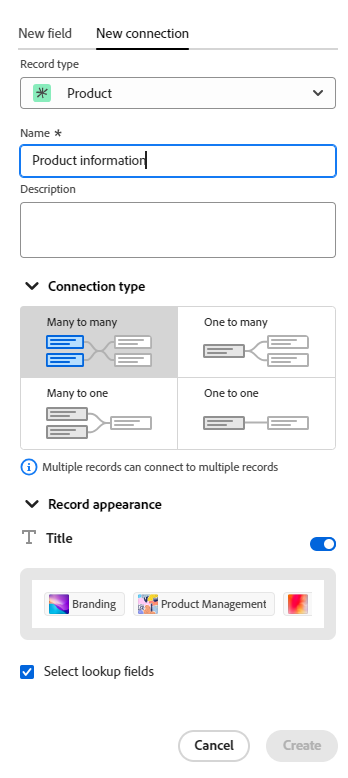 New field New connection
Record type
Product
Name *
Product information
Description
Connection type
Many to many One to many
Many to one One to one
Multiple records can connect to multiple records
Record appearance
Title
Branding Product Management
Select lookup fields
Cancel Create